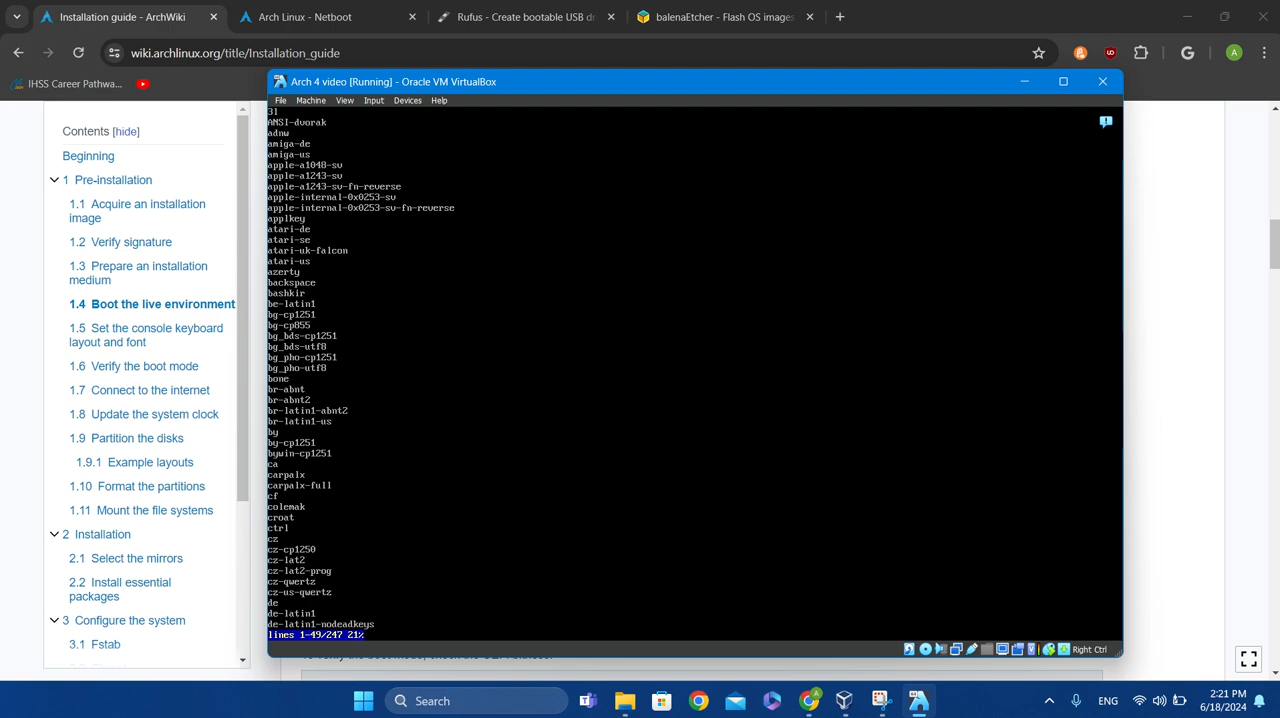 Installation guide - ArchWiki
Arch Linux - Netboot
Rufus - Create bootable USB dr
balenaEtcher - Flash OS images
wiki.archlinux.org/title/Installation_guide
G
A
IHSS Career Pathwa...
Arch 4 video [Running] - Oracle VM VirtualBox
File Machine View Input Devices Help
Contents [hide]
Beginning
1 Pre-installation
1.1 Acquire an installation
image
1.2 Verify signature
1.3 Prepare an installation
medium
1.4 Boot the live environment
1.5 Set the console keyboard
layout and font
1.6 Verify the boot mode
1.7 Connect to the internet
1.8 Update the system clock
1.9 Partition the disks
1.9.1 Example layouts
1.10 Format the partitions
1.11 Mount the file systems
2 Installation
2.1 Select the mirrors
2.2 Install essential
packages
3 Configure the system
3.1 Fstab
3l
ANSI-dvorak
adnw
amiga-de
amiga-us
apple-a1048-sv
apple-a1243-sv
apple-a1243-sv-fn-reverse
apple-internal-0x0253-sv
apple-internal-0x0253-sv-fn-reverse
applkey
atari-de
atari-se
atari-uk-falcon
atari-us
azerty
backspace
bashkir
be-latin1
bg-cp1251
bg-cp855
bg_bds-cp1251
bg_bds-utf8
bg_pho-cp1251
bg_pho-utf8
bone
br-abnt
br-abnt2
br-latin1-abnt2
br-latin1-us
by
by-cp1251
bywin-cp1251
ca
carpalx
carpalx-full
cf
colemak
croat
ctrl
cz
cz-cp1250
cz-lat2
cz-lat2-prog
cz-qwertz
cz-us-qwertz
de
de-latin1
de-latin1-nodeadkeys
lines 1-49/247 21%
Right Ctrl
Search
ENG
2:21 PM
6/18/2024